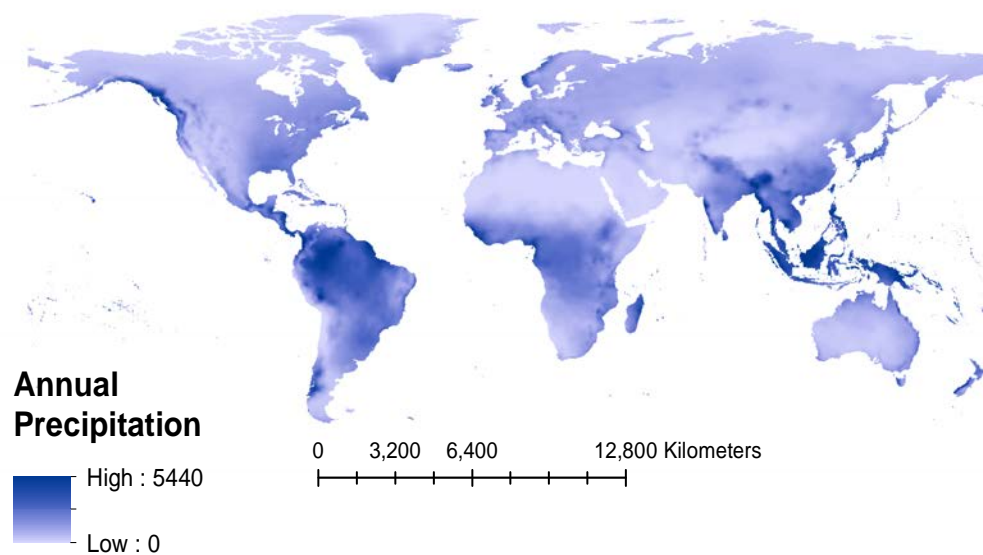 Annual
Precipitation
High : 5440
Low : 0
0 3,200 6,400 12,800 Kilometers